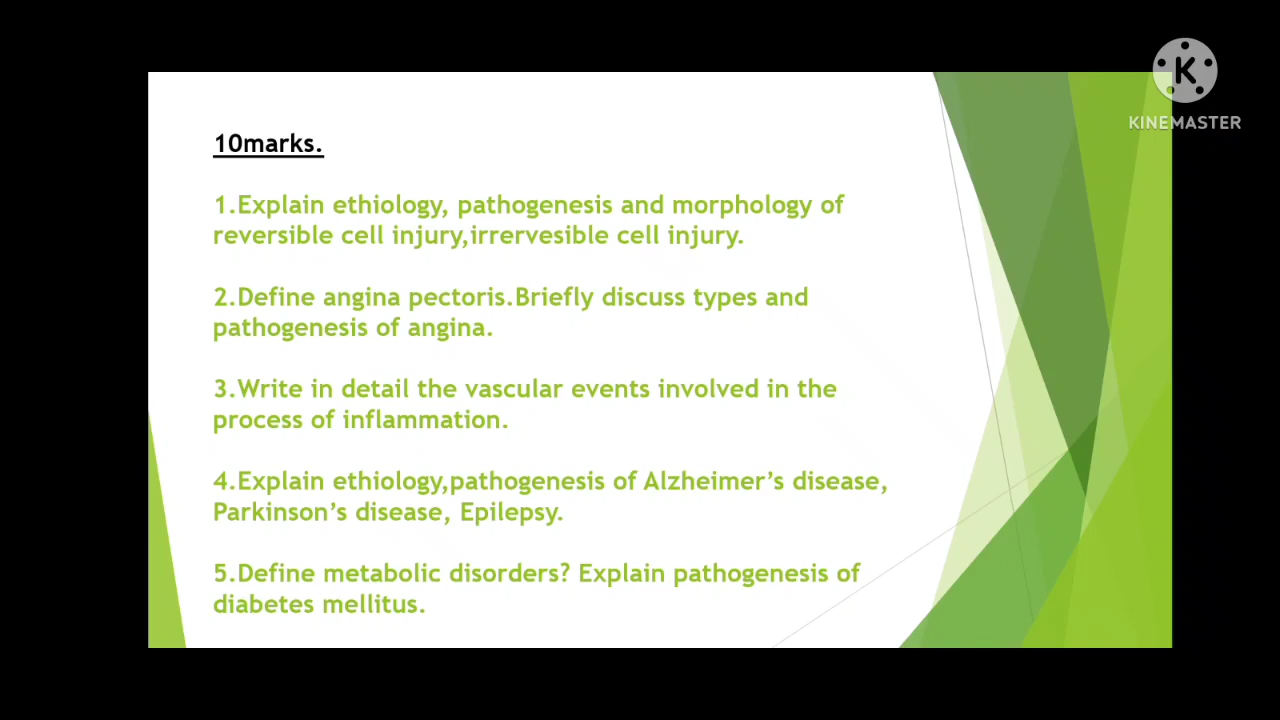 KINEMASTER
10marks.
1.Explain ethiology, pathogenesis and morphology of
reversible cell injury,irrervesible cell injury.
2.Define angina pectoris.Briefly discuss types and
pathogenesis of angina.
3.Write in detail the vascular events involved in the
process of inflammation.
4.Explain ethiology,pathogenesis of Alzheimer’s disease,
Parkinson’s disease, Epilepsy.
5.Define metabolic disorders? Explain pathogenesis of
diabetes mellitus.